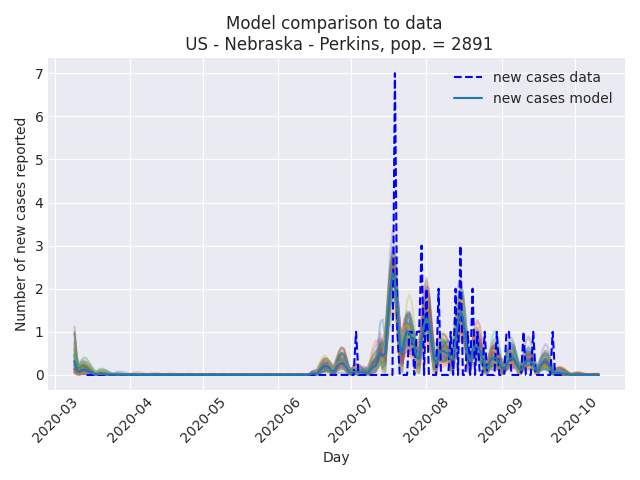 Model comparison to data
US - Nebraska - Perkins, pop. = 2891
new cases data
new cases model
Number of new cases reported
7
6
5
4
3
2
1
0
2020-03
2020-04
2020-05
2020-06
2020-07
2020-08
2020-09
2020-10
Day